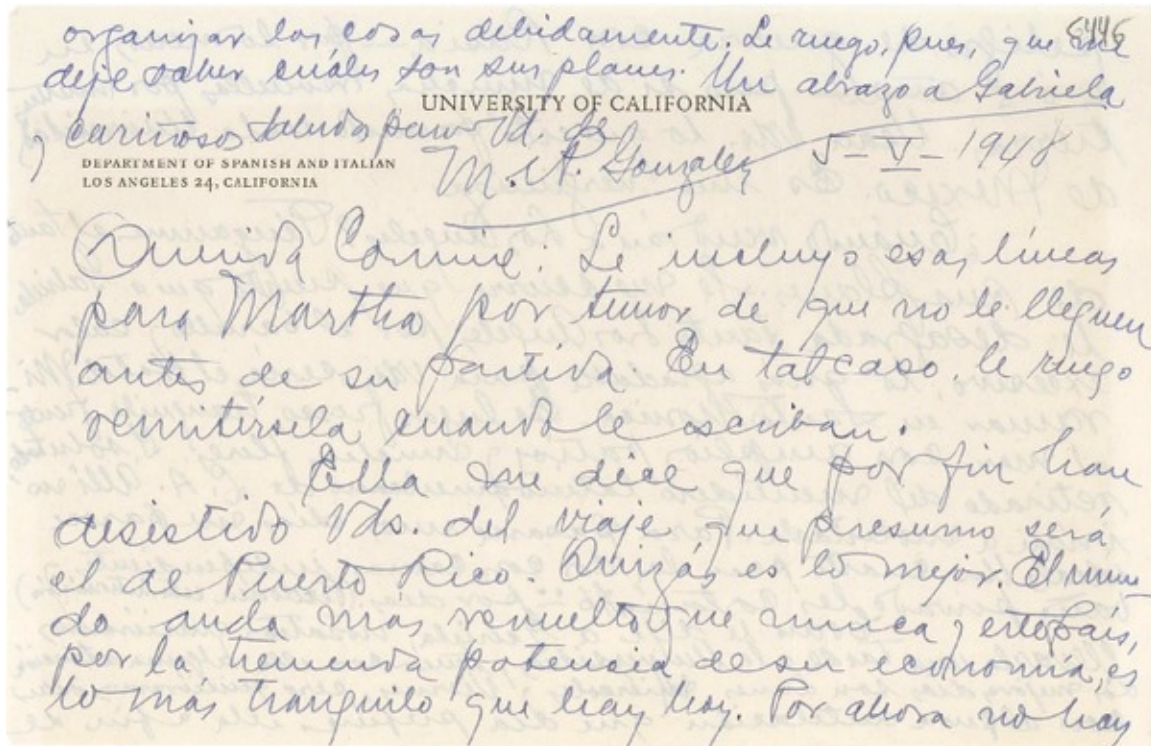 organizar las cosas debidamente. Le ruego, pues, que me
deje saber cuáles son sus planes. Un abrazo a Gabriela
y cariñosos saludos para Vd. de
M. A. Gonzalez
UNIVERSITY OF CALIFORNIA
DEPARTMENT OF SPANISH AND ITALIAN
LOS ANGELES 24, CALIFORNIA
5-V-1948
Querida Connie: Le incluyo esas líneas
para Martha por temor de que no le lleguen
antes de su partida. En tal caso, le ruego
remitírsela cuando le escriban.
Ella me dice que por fin han
desistido Vds. del viaje, que presumo será
el de Puerto Rico. Quizás es lo mejor. El mun
do anda más revuelto que nunca y este país,
por la tremenda potencia de su economía, es
lo más tranquilo que hay hoy. Por ahora no hay